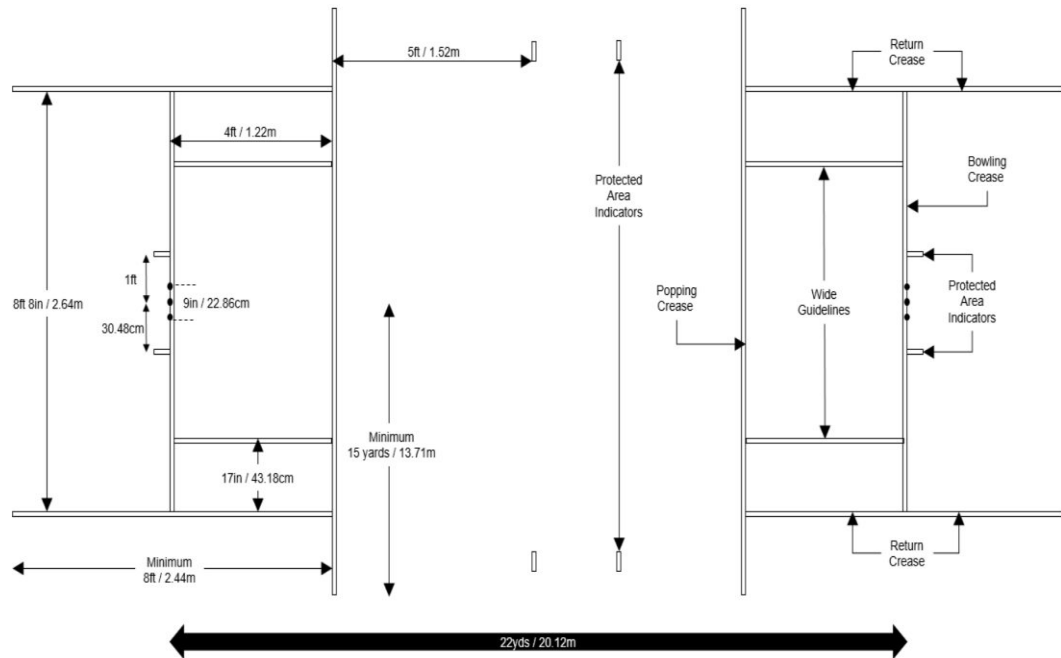 5ft / 1.52m
Return
Crease
4ft / 1.22m
Bowling
Crease
Protected
Area
Indicators
1ft
8ft 8in / 2.64m
9in / 22.86cm
30.48cm
Popping
Crease
Wide
Guidelines
Protected
Area
Indicators
Minimum
15 yards / 13.71m
17in / 43.18cm
Minimum
8ft / 2.44m
Return
Crease
22yds / 20.12m